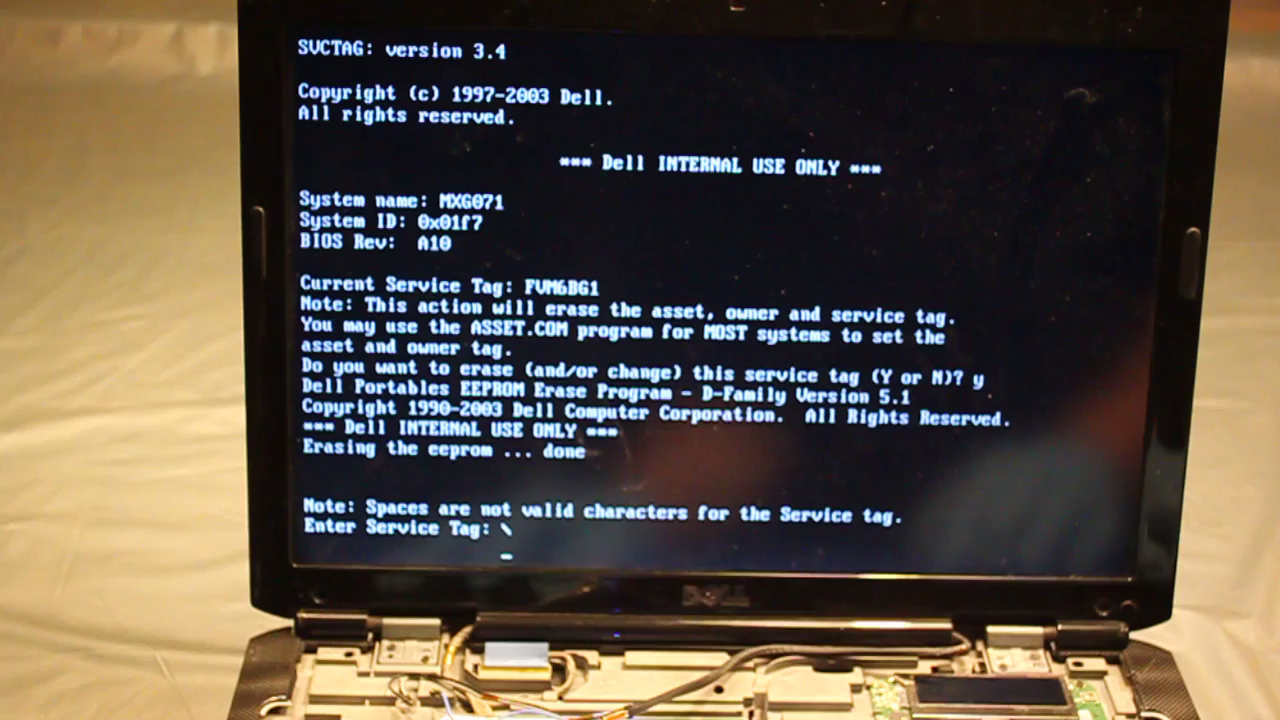 SVCTAG: version 3.4
Copyright (c) 1997-2003 Dell.
All rights reserved.
*** Dell INTERNAL USE ONLY ***
System name: MXG071
System ID: 0x01f7
BIOS Rev:  A10
Current Service Tag: FVM6BG1
Note: This action will erase the asset, owner and service tag.
You may use the ASSET.COM program for MOST systems to set the
asset and owner tag.
Do you want to erase (and/or change) this service tag (Y or N)? y
Dell Portables EEPROM Erase Program - D-Family Version 5.1
Copyright 1990-2003 Dell Computer Corporation.  All Rights Reserved.
*** Dell INTERNAL USE ONLY ***
Erasing the eeprom ... done
Note: Spaces are not valid characters for the Service tag.
Enter Service Tag: \
_
DELL